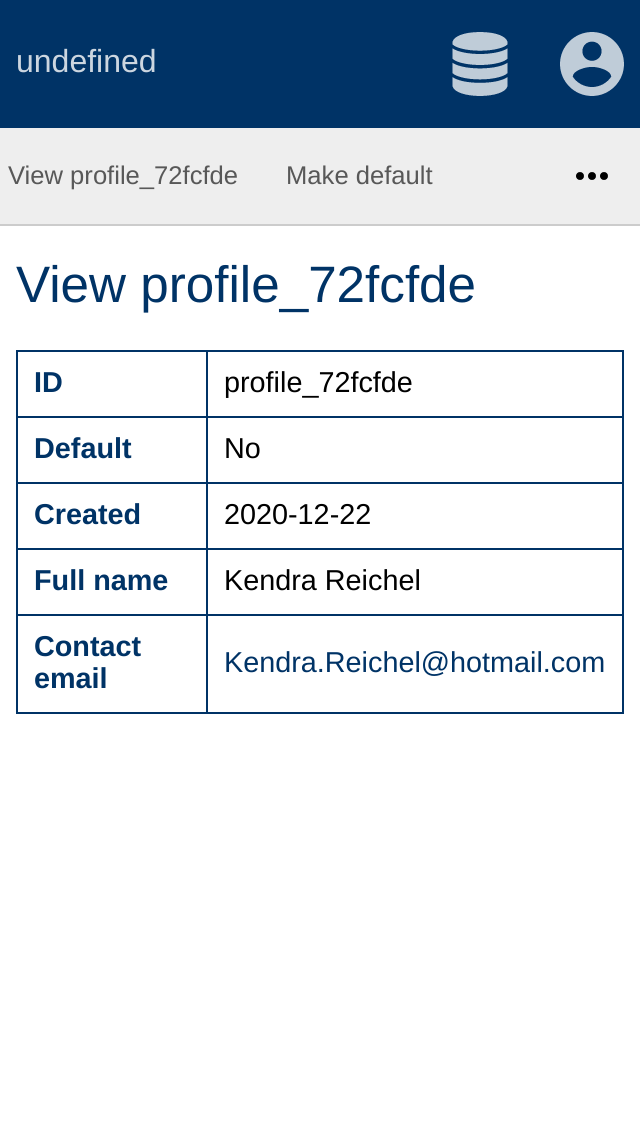 undefined
View profile_72fcfde Make default
View profile_72fcfde
ID profile_72fcfde
Default No
Created 2020-12-22
Full name Kendra Reichel
Contact
email
Kendra.Reichel@hotmail.com